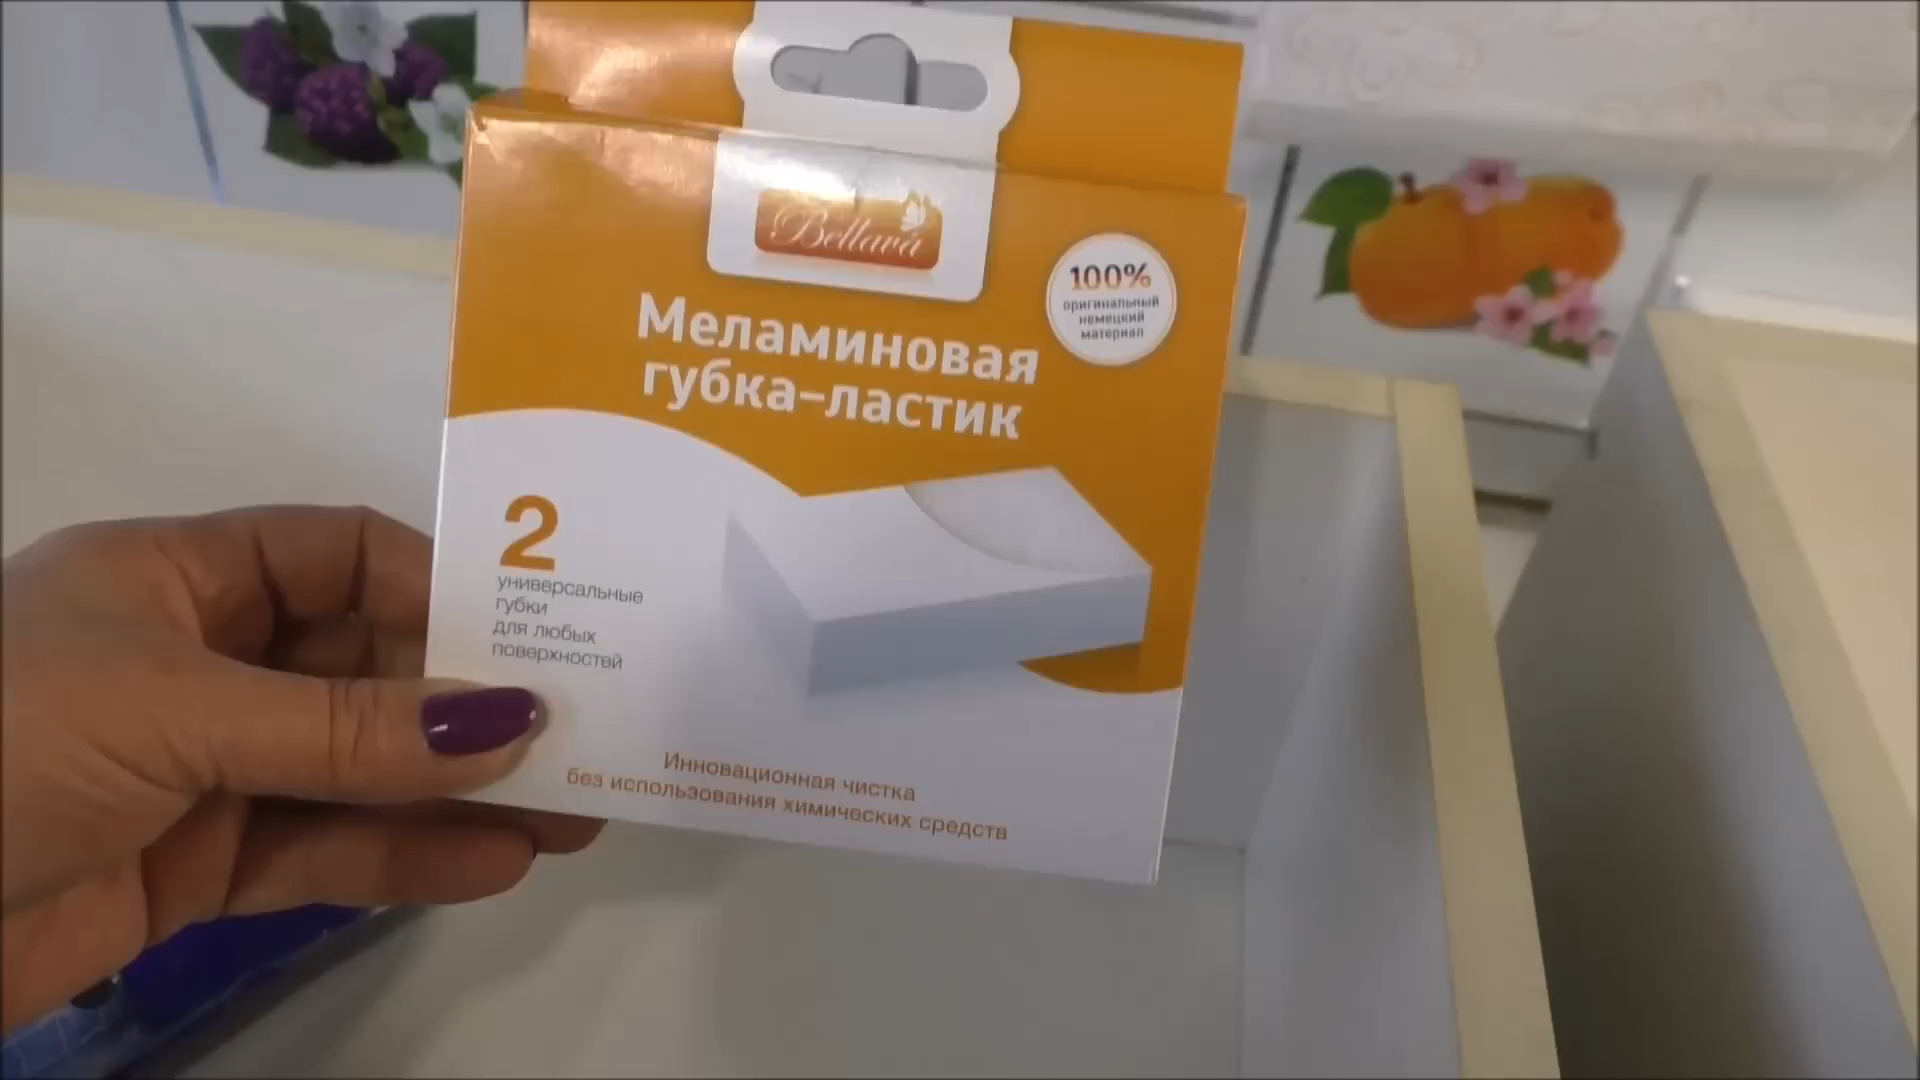 Bellava
100%
оригинальный
немецкий
материал
Меламиновая
губка-ластик
2
универсальные
губки
для любых
поверхностей
Инновационная чистка
без использования химических средств